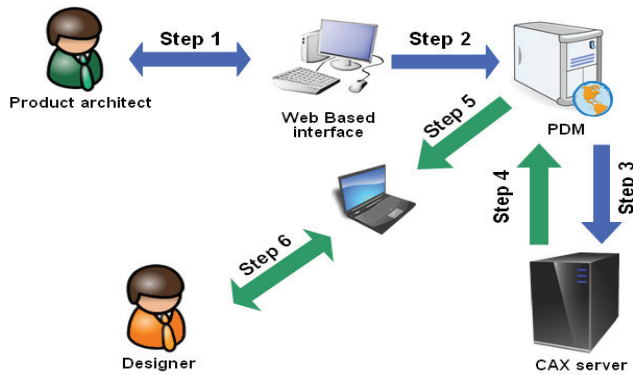 Step 1
Step 2
Product architect
Web Based
interface
PDM
Step 5
Step 4
Step 3
Step 6
Designer
CAX server